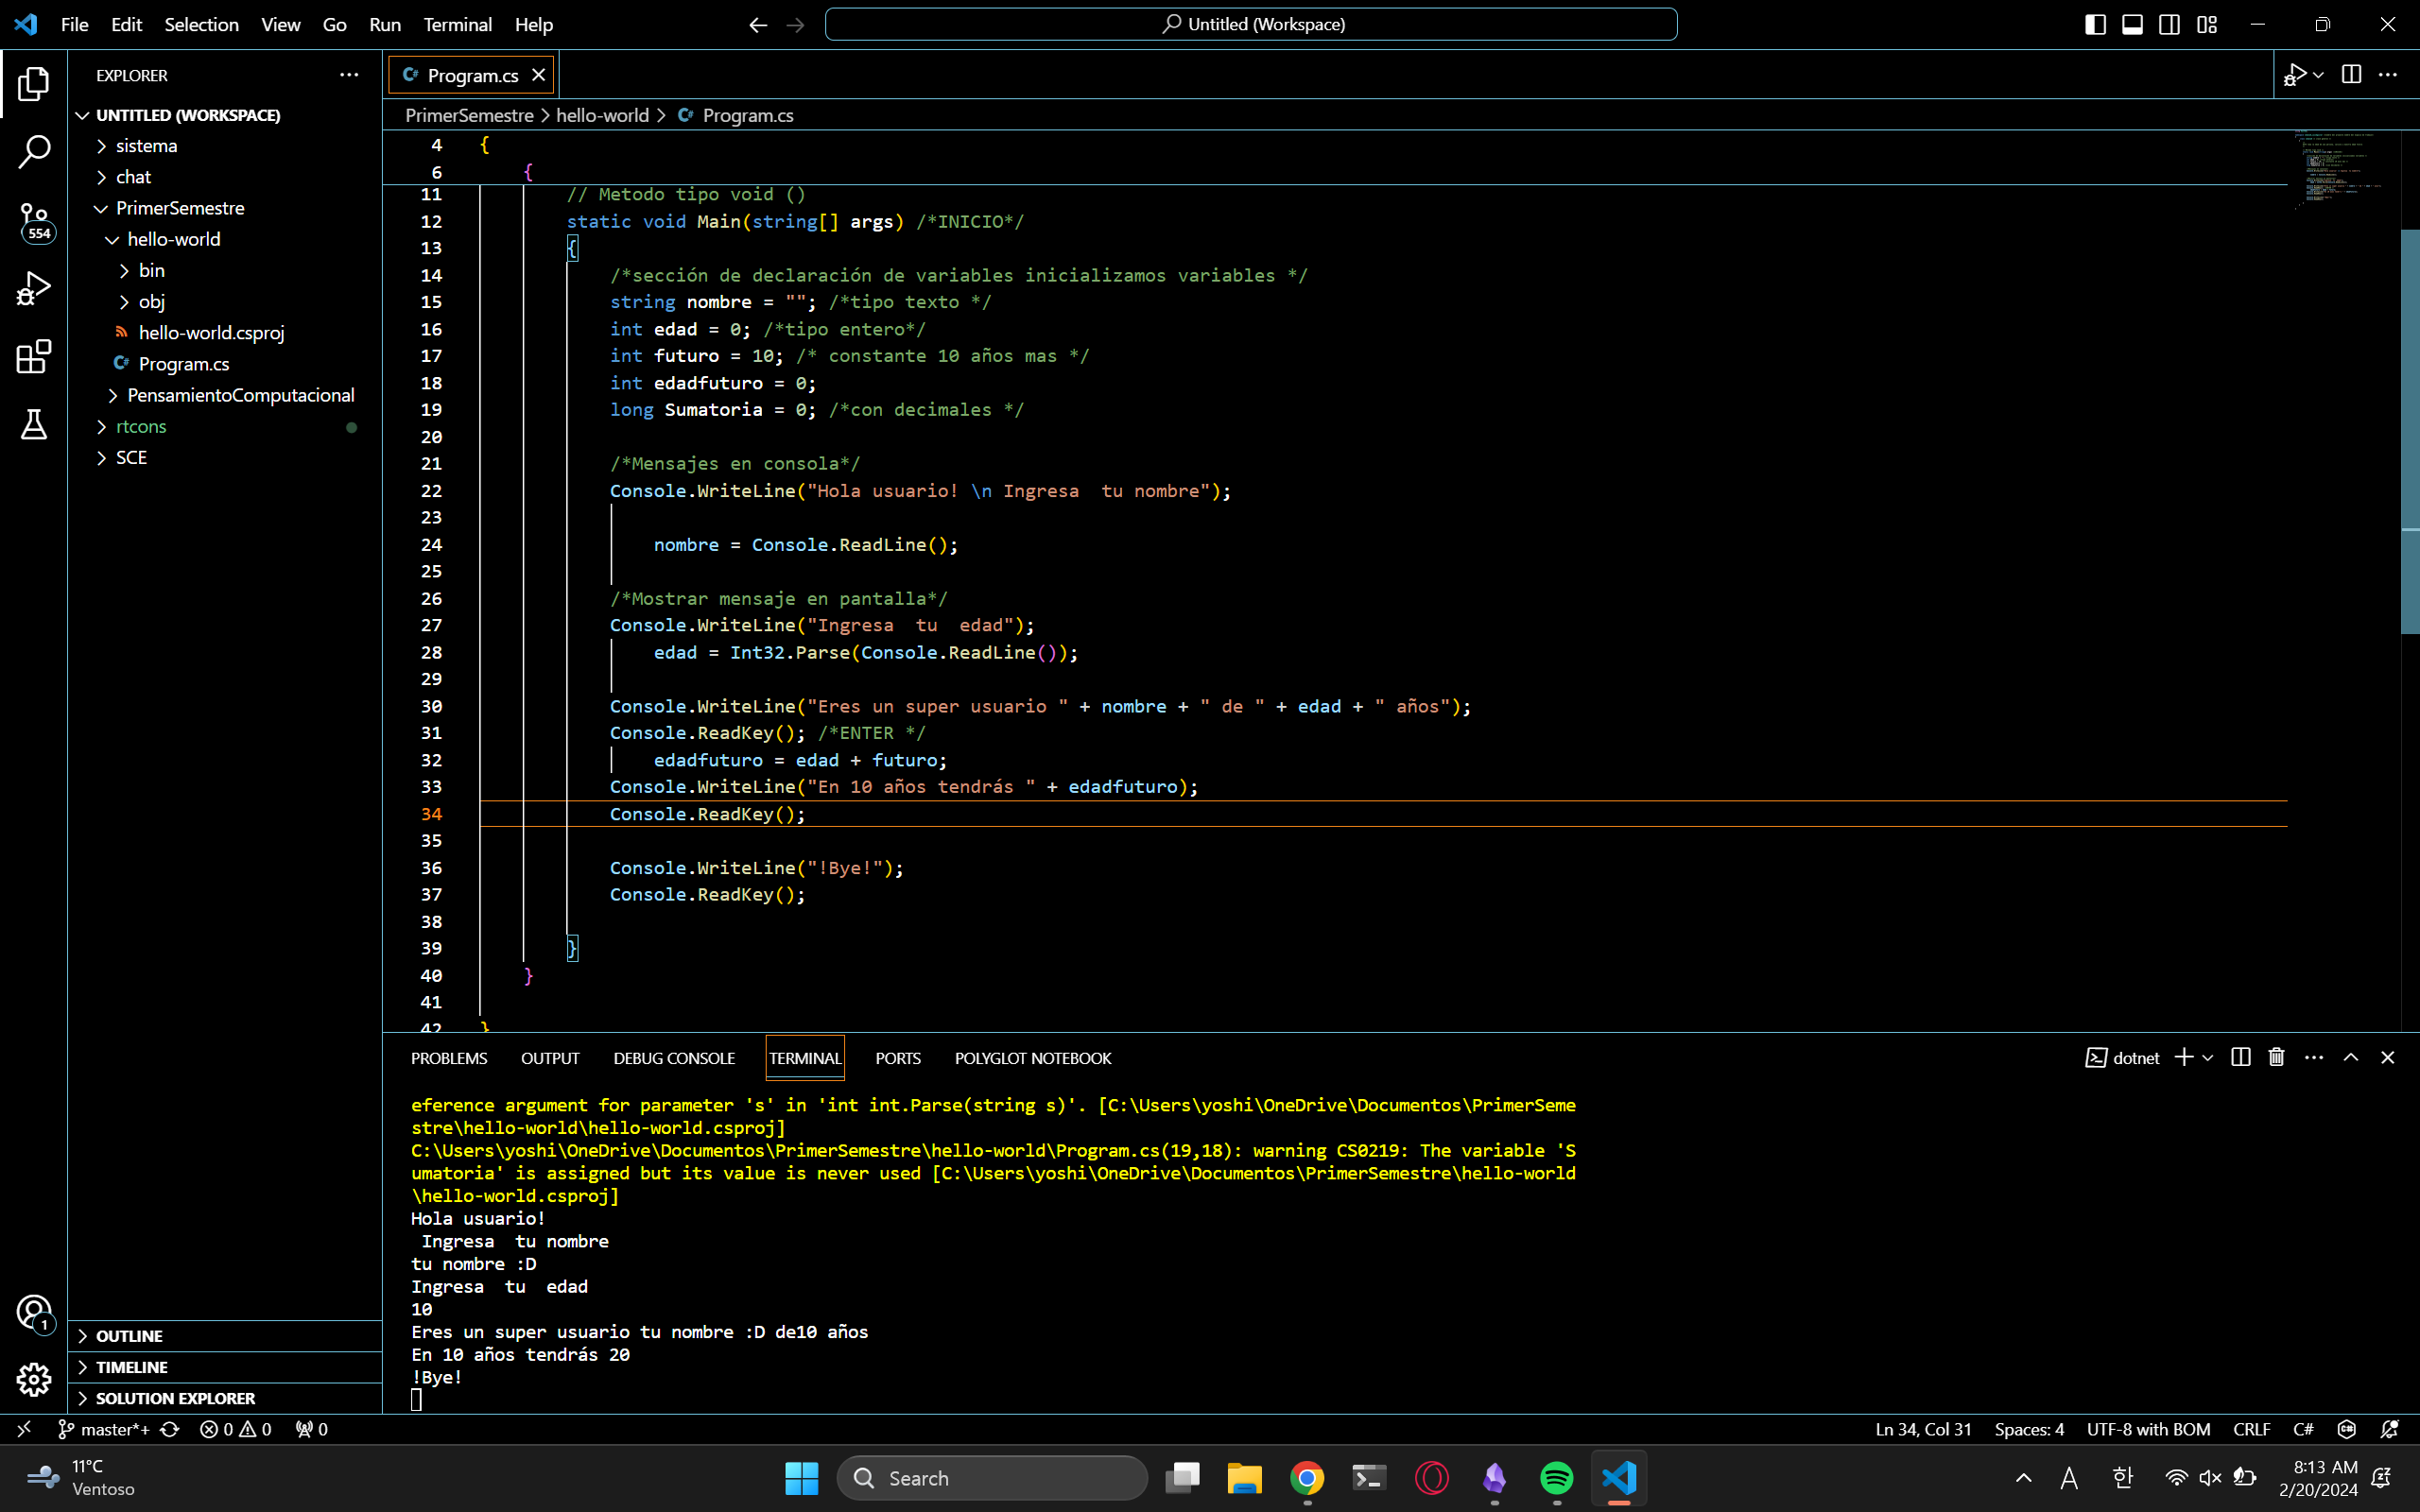 File Edit Selection View Go Run Terminal Help
Untitled (Workspace)
EXPLORER
UNTITLED (WORKSPACE)
sistema
chat
PrimerSemestre
hello-world
bin
obj
hello-world.csproj
Program.cs
PensamientoComputacional
rtcons
SCE
554
1
OUTLINE
TIMELINE
SOLUTION EXPLORER
Program.cs
PrimerSemestre > hello-world > Program.cs
4 {
6 {
11 // Metodo tipo void ()
12 static void Main(string[] args) /*INICIO*/
13 {
14 /*sección de declaración de variables inicializamos variables */
15 string nombre = ""; /*tipo texto */
16 int edad = 0; /*tipo entero*/
17 int futuro = 10; /* constante 10 años mas */
18 int edadfuturo = 0;
19 long Sumatoria = 0; /*con decimales */
20
21 /*Mensajes en consola*/
22 Console.WriteLine("Hola usuario! \n Ingresa  tu nombre");
23
24 nombre = Console.ReadLine();
25
26 /*Mostrar mensaje en pantalla*/
27 Console.WriteLine("Ingresa  tu  edad");
28 edad = Int32.Parse(Console.ReadLine());
29
30 Console.WriteLine("Eres un super usuario " + nombre + " de " + edad + " años");
31 Console.ReadKey(); /*ENTER */
32 edadfuturo = edad + futuro;
33 Console.WriteLine("En 10 años tendrás " + edadfuturo);
34 Console.ReadKey();
35
36 Console.WriteLine("!Bye!");
37 Console.ReadKey();
38
39 }
40 }
41
42 }
PROBLEMS OUTPUT DEBUG CONSOLE TERMINAL PORTS POLYGLOT NOTEBOOK
dotnet
eference argument for parameter 's' in 'int int.Parse(string s)'. [C:\Users\yoshi\OneDrive\Documentos\PrimerSeme
stre\hello-world\hello-world.csproj]
C:\Users\yoshi\OneDrive\Documentos\PrimerSemestre\hello-world\Program.cs(19,18): warning CS0219: The variable 'S
umatoria' is assigned but its value is never used [C:\Users\yoshi\OneDrive\Documentos\PrimerSemestre\hello-world
\hello-world.csproj]
Hola usuario!
 Ingresa  tu nombre
tu nombre :D
Ingresa  tu  edad
10
Eres un super usuario tu nombre :D de10 años
En 10 años tendrás 20
!Bye!
master*+ 0 0 0
Ln 34, Col 31 Spaces: 4 UTF-8 with BOM CRLF C#
11°C
Ventoso
Search
A 한
8:13 AM
2/20/2024